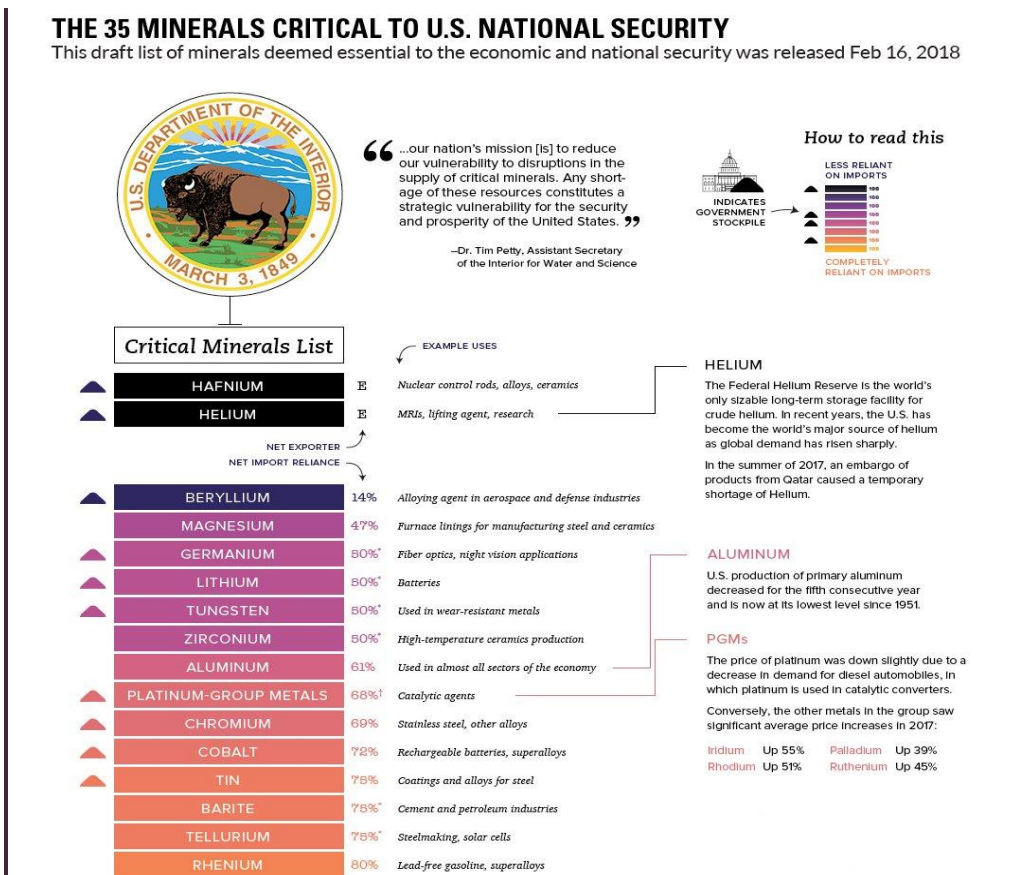 THE 35 MINERALS CRITICAL TO U.S. NATIONAL SECURITY
This draft list of minerals deemed essential to the economic and national security was released Feb 16, 2018
U.S. DEPARTMENT OF THE INTERIOR
MARCH 3, 1849
“ ...our nation's mission [is] to reduce
our vulnerability to disruptions in the
supply of critical minerals. Any short-
age of these resources constitutes a
strategic vulnerability for the security
and prosperity of the United States. ”
–Dr. Tim Petty, Assistant Secretary
of the Interior for Water and Science
How to read this
LESS RELIANT
ON IMPORTS
INDICATES
GOVERNMENT
STOCKPILE
100
100
100
100
100
100
100
100
COMPLETELY
RELIANT ON IMPORTS
Critical Minerals List
EXAMPLE USES
HAFNIUM E Nuclear control rods, alloys, ceramics
HELIUM E MRIs, lifting agent, research
NET EXPORTER
NET IMPORT RELIANCE
BERYLLIUM 14% Alloying agent in aerospace and defense industries
MAGNESIUM 47% Furnace linings for manufacturing steel and ceramics
GERMANIUM 50%* Fiber optics, night vision applications
LITHIUM 50%* Batteries
TUNGSTEN 50%* Used in wear-resistant metals
ZIRCONIUM 50%* High-temperature ceramics production
ALUMINUM 61% Used in almost all sectors of the economy
PLATINUM-GROUP METALS 68%† Catalytic agents
CHROMIUM 69% Stainless steel, other alloys
COBALT 72% Rechargeable batteries, superalloys
TIN 75% Coatings and alloys for steel
BARITE 75%* Cement and petroleum industries
TELLURIUM 75%* Steelmaking, solar cells
RHENIUM 80% Lead-free gasoline, superalloys
HELIUM
The Federal Helium Reserve is the world's
only sizable long-term storage facility for
crude helium. In recent years, the U.S. has
become the world's major source of helium
as global demand has risen sharply.
In the summer of 2017, an embargo of
products from Qatar caused a temporary
shortage of Helium.
ALUMINUM
U.S. production of primary aluminum
decreased for the fifth consecutive year
and is now at its lowest level since 1951.
PGMs
The price of platinum was down slightly due to a
decrease in demand for diesel automobiles, in
which platinum is used in catalytic converters.
Conversely, the other metals in the group saw
significant average price increases in 2017:
Iridium Up 55% Palladium Up 39%
Rhodium Up 51% Ruthenium Up 45%